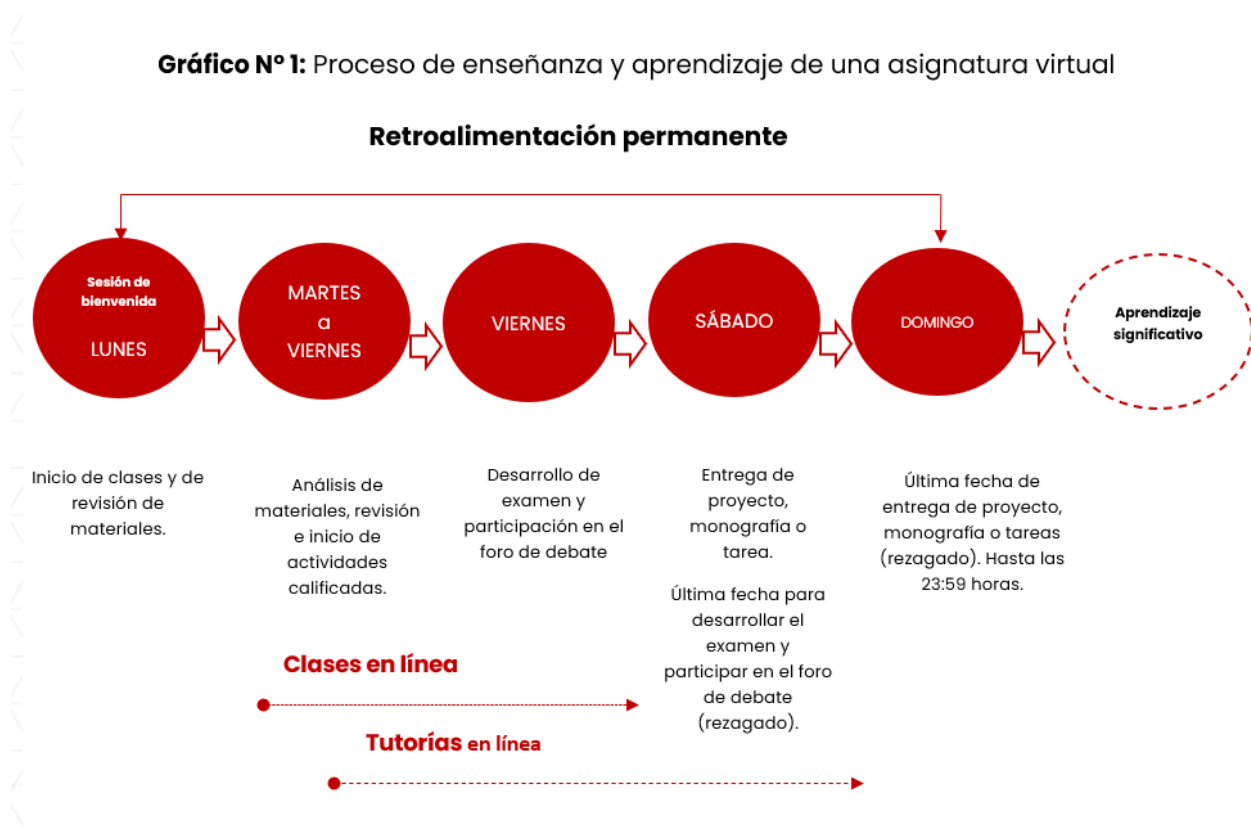 Gráfico Nº 1: Proceso de enseñanza y aprendizaje de una asignatura virtual
Retroalimentación permanente
Sesión de
bienvenida
LUNES
MARTES
a
VIERNES
VIERNES
SÁBADO
DOMINGO
Aprendizaje
significativo
Inicio de clases y de
revisión de
materiales.
Análisis de
materiales, revisión
e inicio de
actividades
calificadas.
Desarrollo de
examen y
participación en el
foro de debate
Entrega de
proyecto,
monografía o
tarea.
Última fecha para
desarrollar el
examen y
participar en el foro
de debate
(rezagado).
Última fecha de
entrega de proyecto,
monografía o tareas
(rezagado). Hasta las
23:59 horas.
Clases en línea
Tutorías en línea